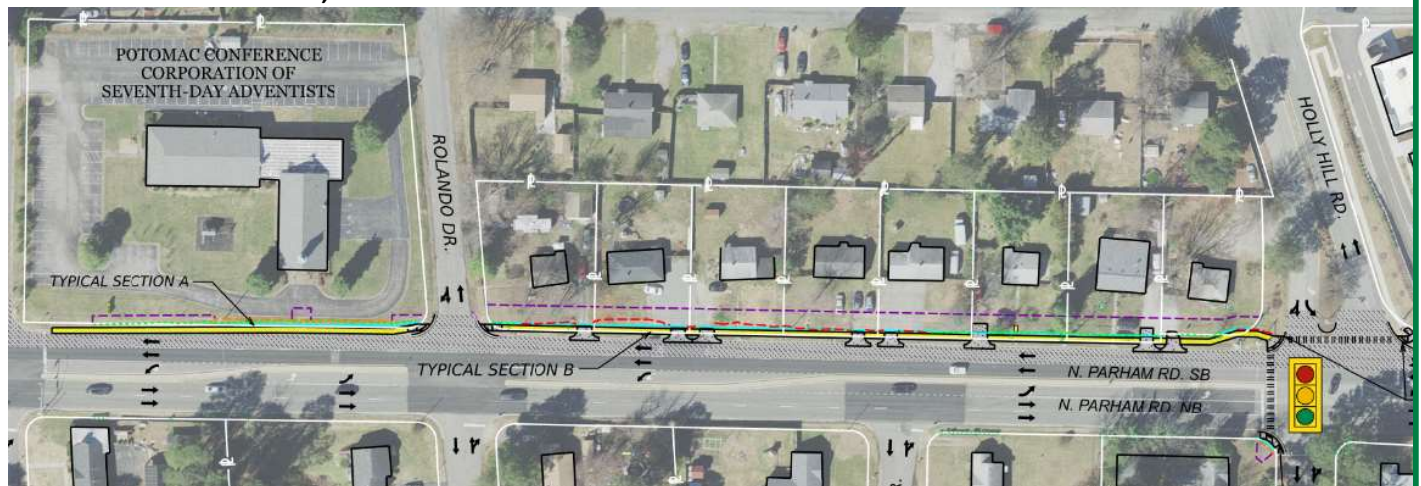 POTOMAC CONFERENCE
CORPORATION OF
SEVENTH-DAY ADVENTISTS
ROLANDO DR.
HOLLY HILL RD.
TYPICAL SECTION A
TYPICAL SECTION B
N. PARHAM RD. SB
N. PARHAM RD. NB